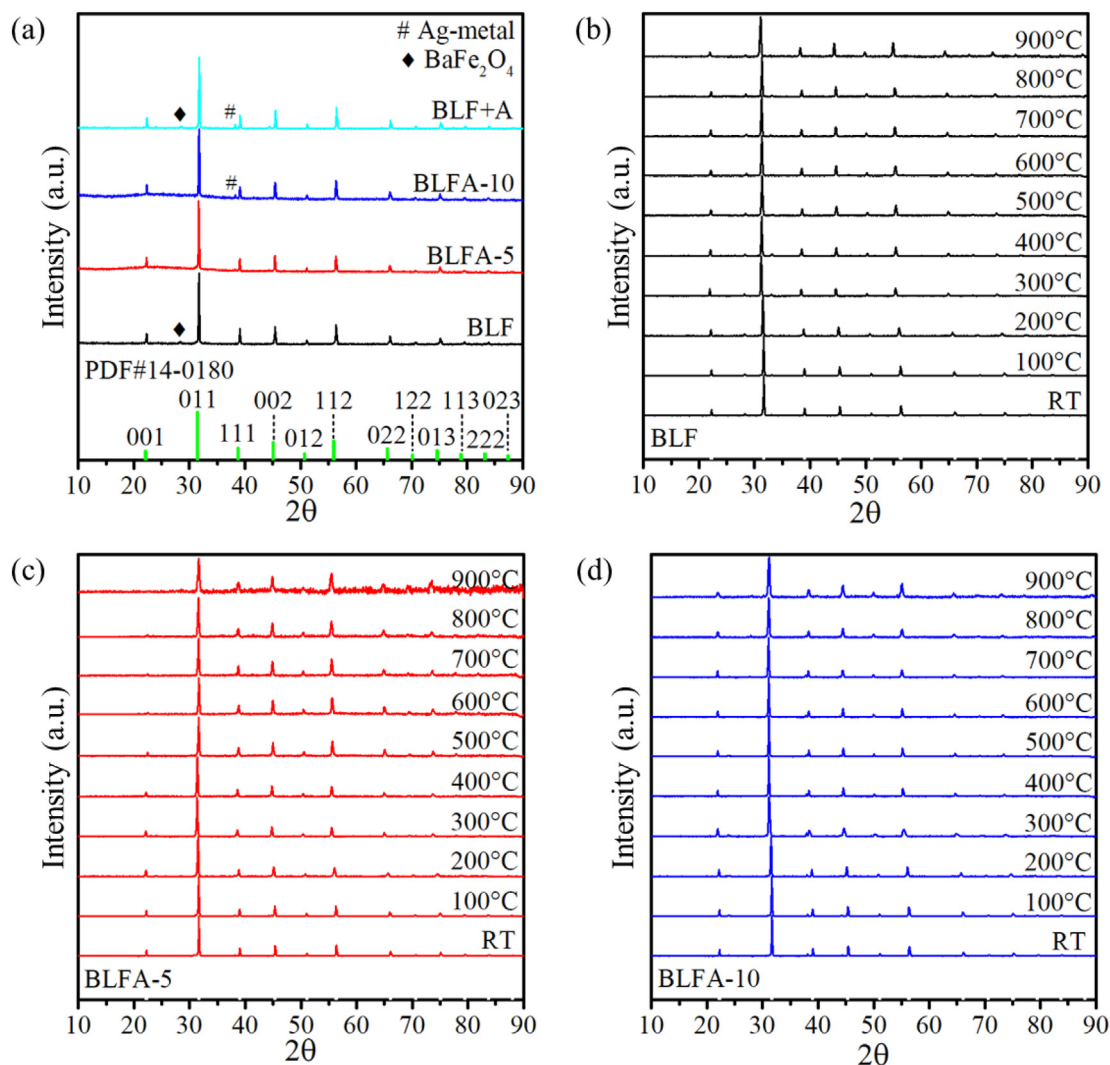 (a)
# Ag-metal
♦ BaFe₂O₄
♦ # BLF+A
# BLFA-10
BLFA-5
♦ BLF
PDF#14-0180
001 011 111 002 012 112 022 122 013 113 222 023
10 20 30 40 50 60 70 80 90
2θ
Intensity (a.u.)
(b)
900°C
800°C
700°C
600°C
500°C
400°C
300°C
200°C
100°C
RT
BLF
10 20 30 40 50 60 70 80 90
2θ
Intensity (a.u.)
(c)
900°C
800°C
700°C
600°C
500°C
400°C
300°C
200°C
100°C
RT
BLFA-5
10 20 30 40 50 60 70 80 90
2θ
Intensity (a.u.)
(d)
900°C
800°C
700°C
600°C
500°C
400°C
300°C
200°C
100°C
RT
BLFA-10
10 20 30 40 50 60 70 80 90
2θ
Intensity (a.u.)